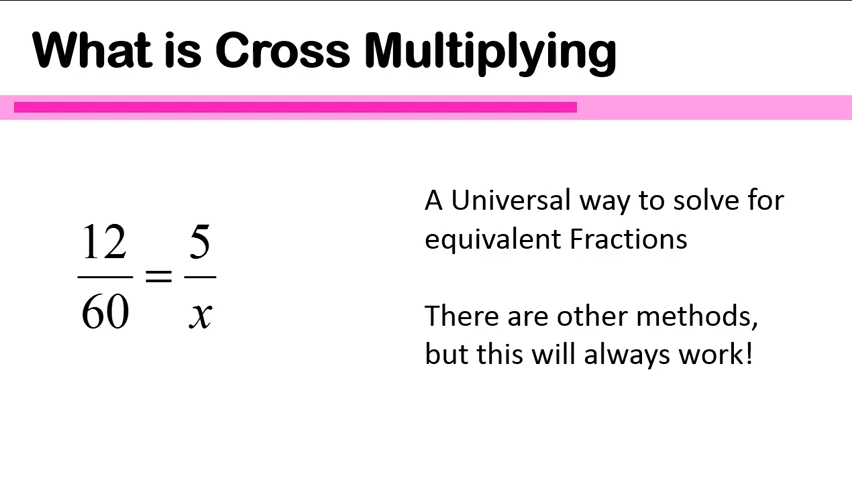 What is Cross Multiplying
12/60 = 5/x
A Universal way to solve for
equivalent Fractions
There are other methods,
but this will always work!